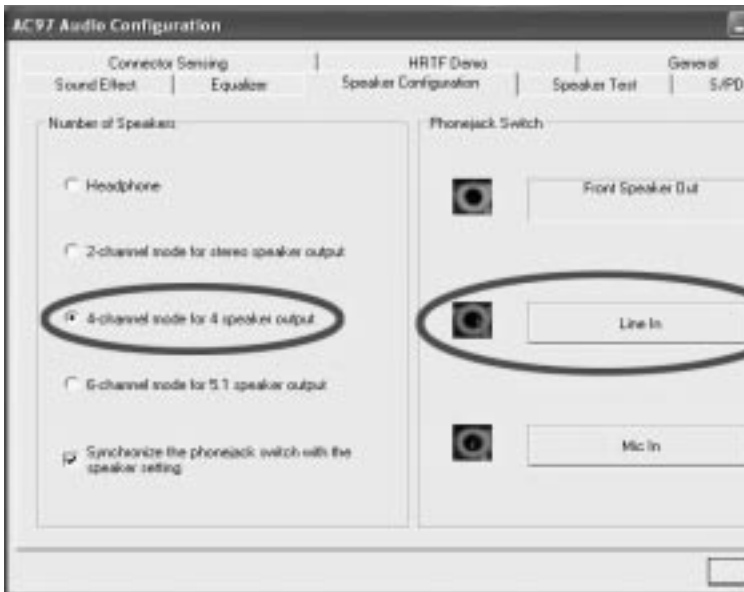 AC97 Audio Configuration
Connector Sensing
HRTF Demo
General
Sound Effect
Equalizer
Speaker Configuration
Speaker Test
S/PD
Number of Speakers
Headphone
2-channel mode for stereo speaker output
4-channel mode for 4 speaker output
6-channel mode for 5.1 speaker output
Synchronize the phonejack switch with the
speaker setting
Phonejack Switch
Front Speaker Out
Line In
Mic In